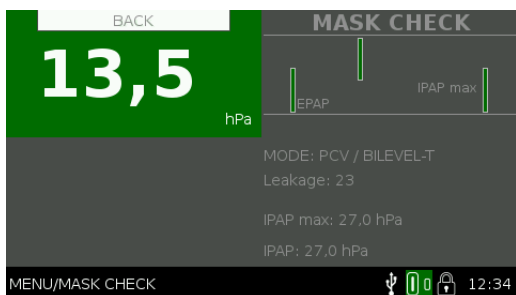 BACK
13,5
hPa
MASK CHECK
EPAP
IPAP max
MODE: PCV / BILEVEL-T
Leakage: 23
IPAP max: 27,0 hPa
IPAP: 27,0 hPa
MENU/MASK CHECK
12:34